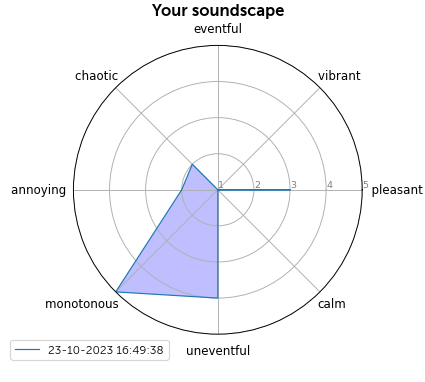 Your soundscape
eventful
chaotic
vibrant
annoying
1
2
3
4
5
pleasant
monotonous
calm
23-10-2023 16:49:38
uneventful